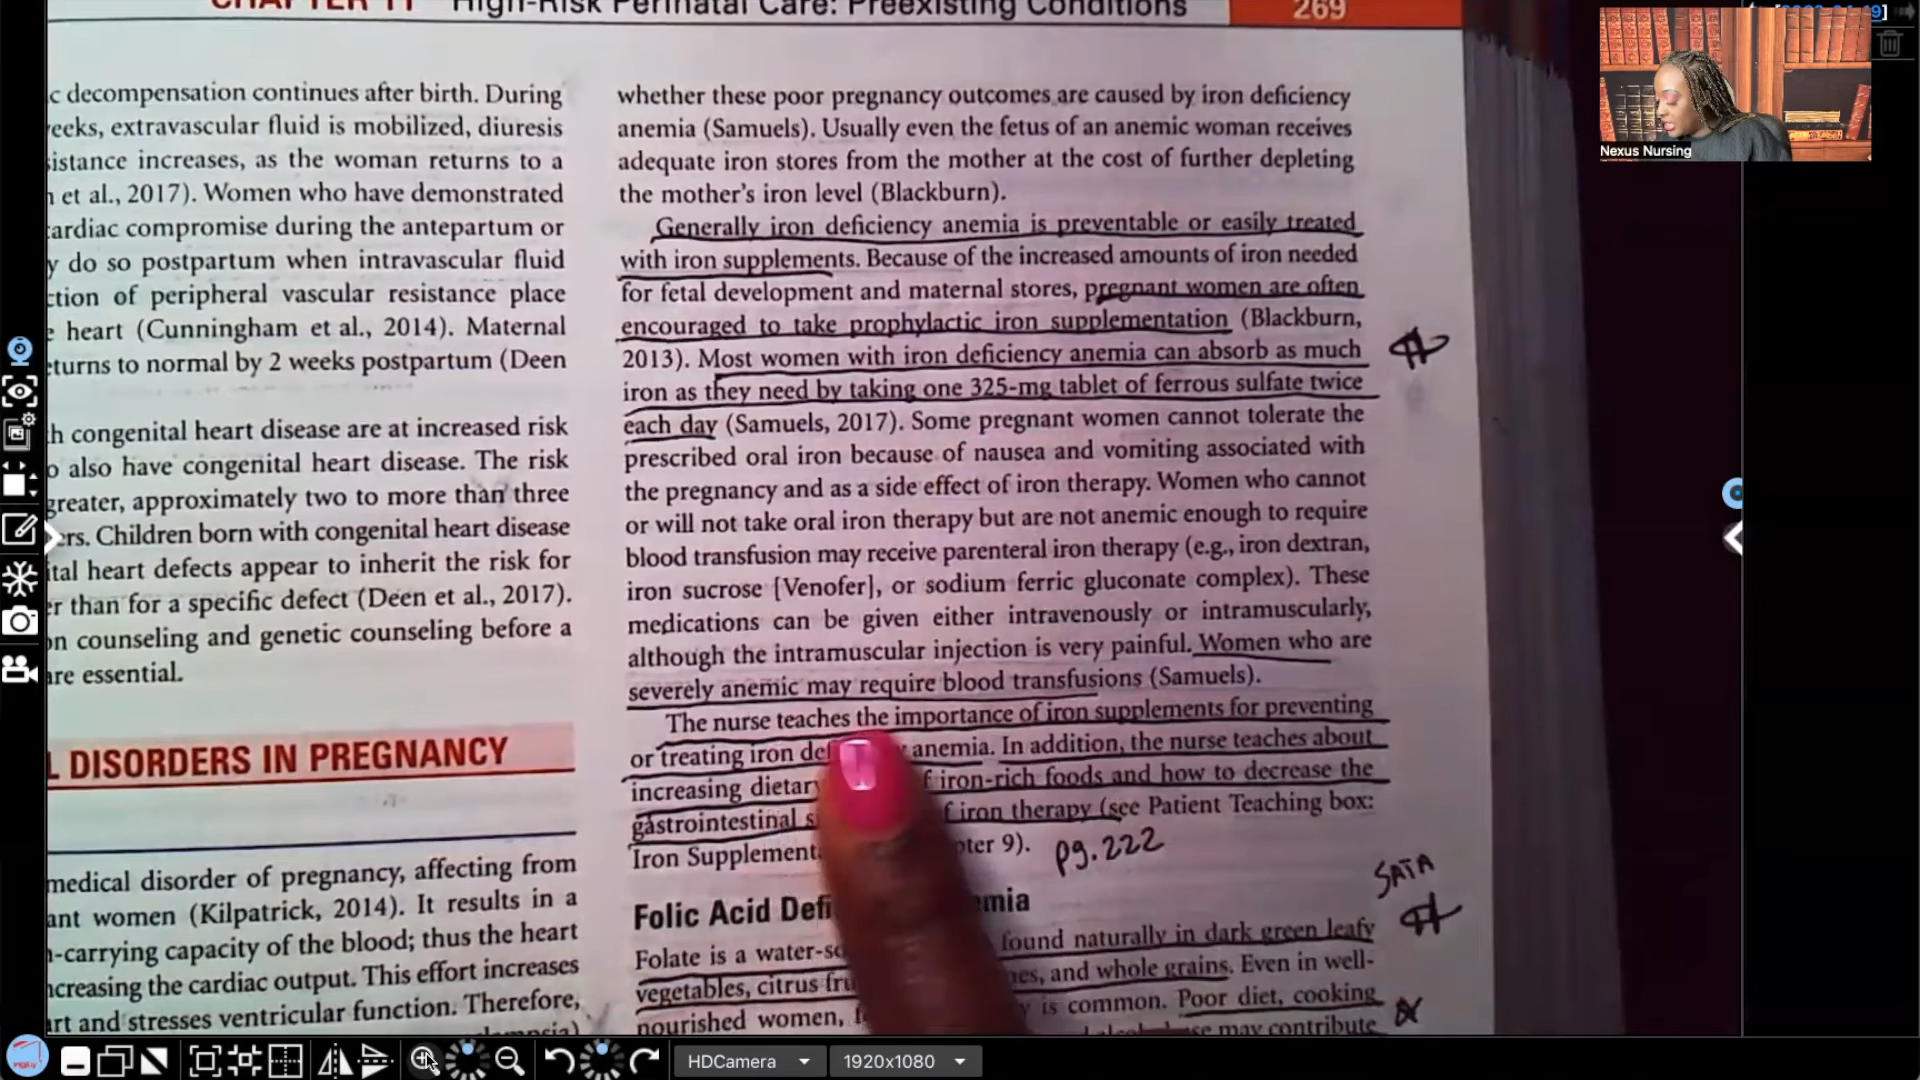 CHAPTER 11 High-Risk Perinatal Care: Preexisting Conditions 269
c decompensation continues after birth. During
eeks, extravascular fluid is mobilized, diuresis
sistance increases, as the woman returns to a
et al., 2017). Women who have demonstrated
cardiac compromise during the antepartum or
y do so postpartum when intravascular fluid
ction of peripheral vascular resistance place
heart (Cunningham et al., 2014). Maternal
eturns to normal by 2 weeks postpartum (Deen
h congenital heart disease are at increased risk
o also have congenital heart disease. The risk
greater, approximately two to more than three
ers. Children born with congenital heart disease
ital heart defects appear to inherit the risk for
er than for a specific defect (Deen et al., 2017).
on counseling and genetic counseling before a
are essential.
L DISORDERS IN PREGNANCY
medical disorder of pregnancy, affecting from
ant women (Kilpatrick, 2014). It results in a
-carrying capacity of the blood; thus the heart
ncreasing the cardiac output. This effort increases
art and stresses ventricular function. Therefore,
whether these poor pregnancy outcomes are caused by iron deficiency
anemia (Samuels). Usually even the fetus of an anemic woman receives
adequate iron stores from the mother at the cost of further depleting
the mother's iron level (Blackburn).
Generally iron deficiency anemia is preventable or easily treated
with iron supplements. Because of the increased amounts of iron needed
for fetal development and maternal stores, pregnant women are often
encouraged to take prophylactic iron supplementation (Blackburn,
2013). Most women with iron deficiency anemia can absorb as much
iron as they need by taking one 325-mg tablet of ferrous sulfate twice
each day (Samuels, 2017). Some pregnant women cannot tolerate the
prescribed oral iron because of nausea and vomiting associated with
the pregnancy and as a side effect of iron therapy. Women who cannot
or will not take oral iron therapy but are not anemic enough to require
blood transfusion may receive parenteral iron therapy (e.g., iron dextran,
iron sucrose [Venofer], or sodium ferric gluconate complex). These
medications can be given either intravenously or intramuscularly,
although the intramuscular injection is very painful. Women who are
severely anemic may require blood transfusions (Samuels).
The nurse teaches the importance of iron supplements for preventing
or treating iron def anemia. In addition, the nurse teaches about
increasing dietary f iron-rich foods and how to decrease the
gastrointestinal s f iron therapy (see Patient Teaching box:
Iron Supplement pter 9). pg. 222
SATA
Folic Acid Defi mia
Folate is a water-so found naturally in dark green leafy
vegetables, citrus fru es, and whole grains. Even in well-
nourished women, y is common. Poor diet, cooking
se may contribute
Nexus Nursing
HDCamera 1920x1080